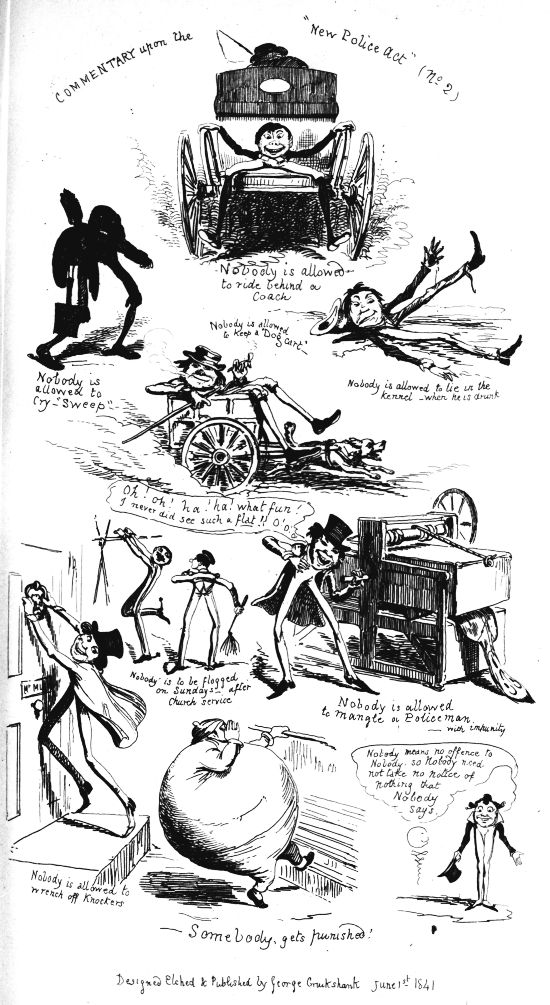 COMMENTARY upon the "New Police Act" (No 2)
Nobody is allowed
to ride behind a
Coach
Nobody is allowed
to keep a "Dog Cart"
Nobody is
allowed to
Cry - "Sweep"
Nobody is allowed to lie in the
kennel - when he is drunk
Oh! oh! ha! ha! what fun!
I never did see such a flat!! O'o'o
Nobody is to be flogged
on Sundays - after
Church service
Nobody is allowed
to mangle a Policeman
- with impunity
Nobody is allowed to
wrench off Knockers
Nobody means no offence to
Nobody. so Nobody need
not take no notice of
nothing that
Nobody
says
- Somebody, gets punished!
Designed Etched & Published by George Cruikshank June 1st 1841